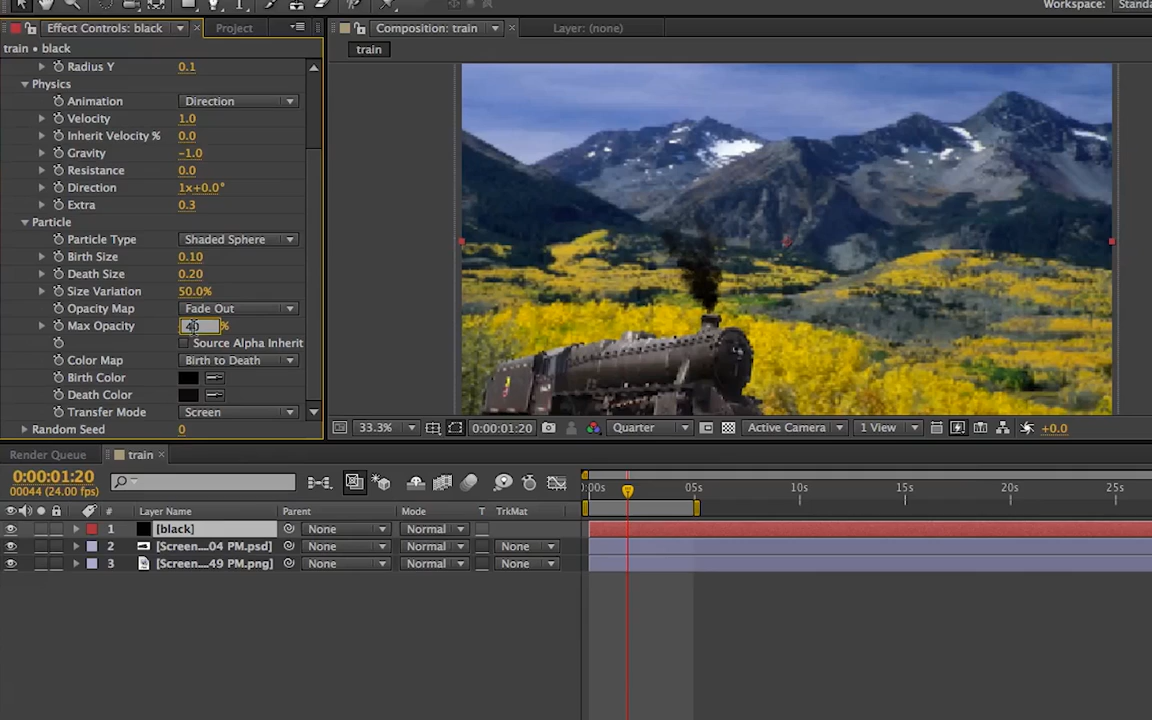 Workspace: Standa
Effect Controls: black
Project
Composition: train
Layer: (none)
train • black
train
Radius Y 0.1
Physics
Animation Direction
Velocity 1.0
Inherit Velocity % 0.0
Gravity -1.0
Resistance 0.0
Direction 1x+0.0°
Extra 0.3
Particle
Particle Type Shaded Sphere
Birth Size 0.10
Death Size 0.20
Size Variation 50.0%
Opacity Map Fade Out
Max Opacity 40 %
Source Alpha Inherit
Color Map Birth to Death
Birth Color
Death Color
Transfer Mode Screen
Random Seed 0
33.3% 0:00:01:20 Quarter Active Camera 1 View +0.0
Render Queue train
0:00:01:20
00044 (24.00 fps)
:00s 05s 10s 15s 20s 25s
# Layer Name Parent Mode T TrkMat
1 [black] None Normal
2 [Screen....04 PM.psd] None Normal None
3 [Screen....49 PM.png] None Normal None